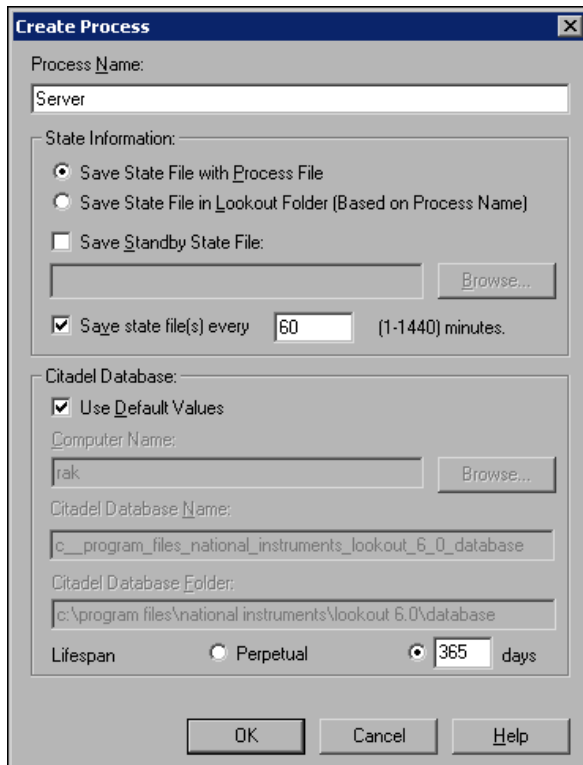 Create Process
Process Name:
Server
State Information:
Save State File with Process File
Save State File in Lookout Folder (Based on Process Name)
Save Standby State File:
Browse...
Save state file(s) every 60 (1-1440) minutes.
Citadel Database:
Use Default Values
Computer Name:
rak
Browse...
Citadel Database Name:
c__program_files_national_instruments_lookout_6_0_database
Citadel Database Folder:
c:\program files\national instruments\lookout 6.0\database
Lifespan Perpetual 365 days
OK Cancel Help